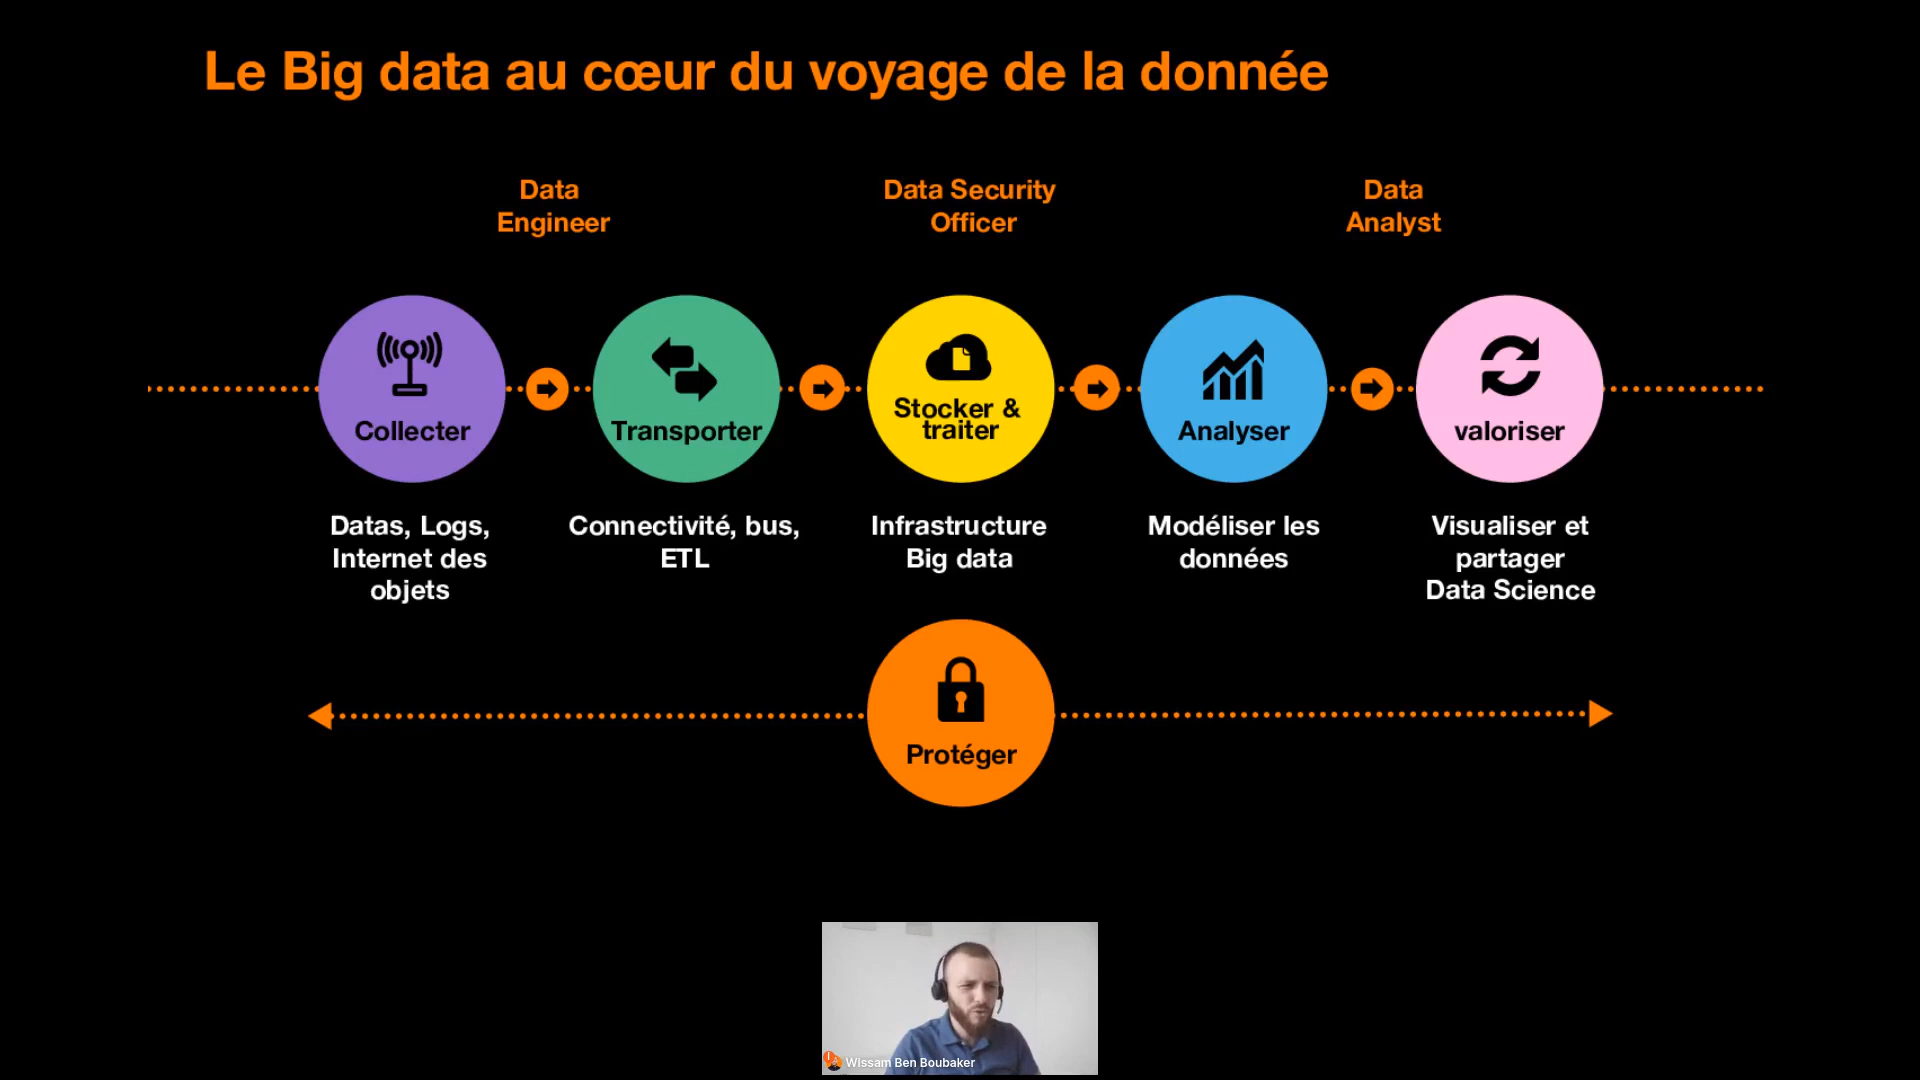 Le Big data au cœur du voyage de la donnée
Data
Engineer
Data Security
Officer
Data
Analyst
Collecter
Transporter
Stocker &
traiter
Analyser
valoriser
Datas, Logs,
Internet des
objets
Connectivité, bus,
ETL
Infrastructure
Big data
Modéliser les
données
Visualiser et
partager
Data Science
Protéger
Wissam Ben Boubaker